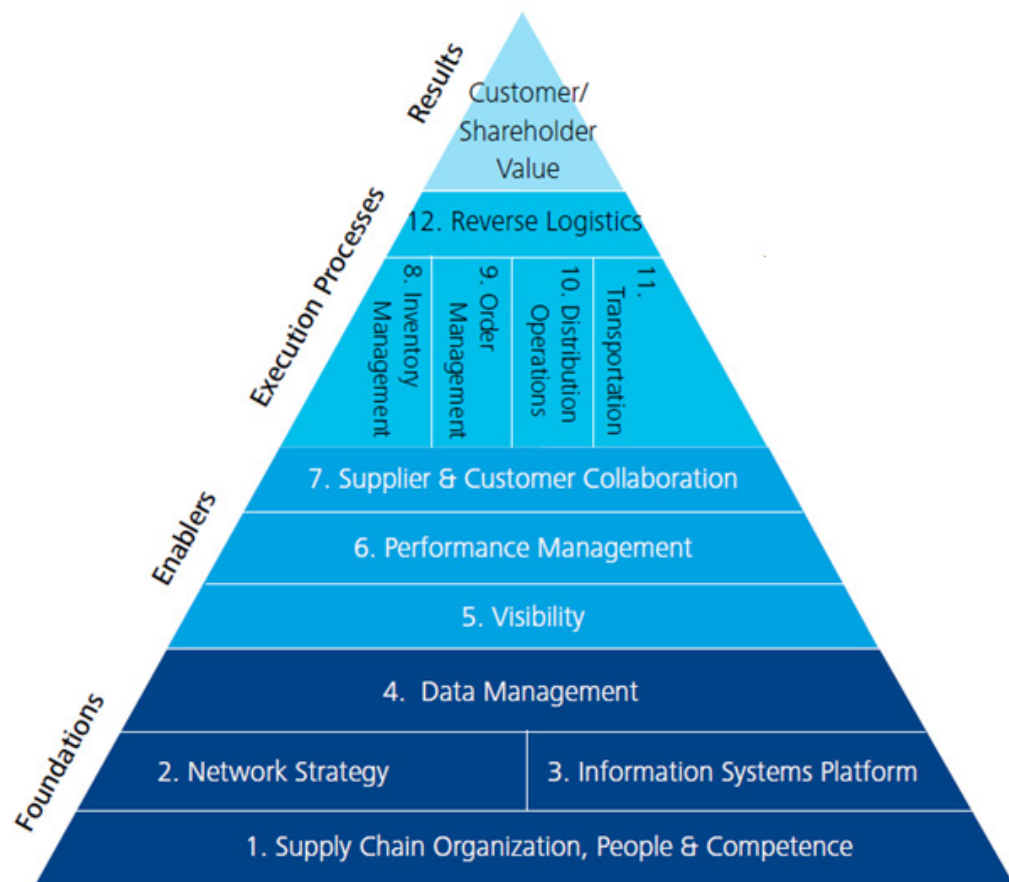 Results
Customer/
Shareholder
Value
Execution Processes
12. Reverse Logistics
8. Inventory
Management
9. Order
Management
10. Distribution
Operations
11.
Transportation
Enablers
7. Supplier & Customer Collaboration
6. Performance Management
5. Visibility
Foundations
4. Data Management
2. Network Strategy
3. Information Systems Platform
1. Supply Chain Organization, People & Competence